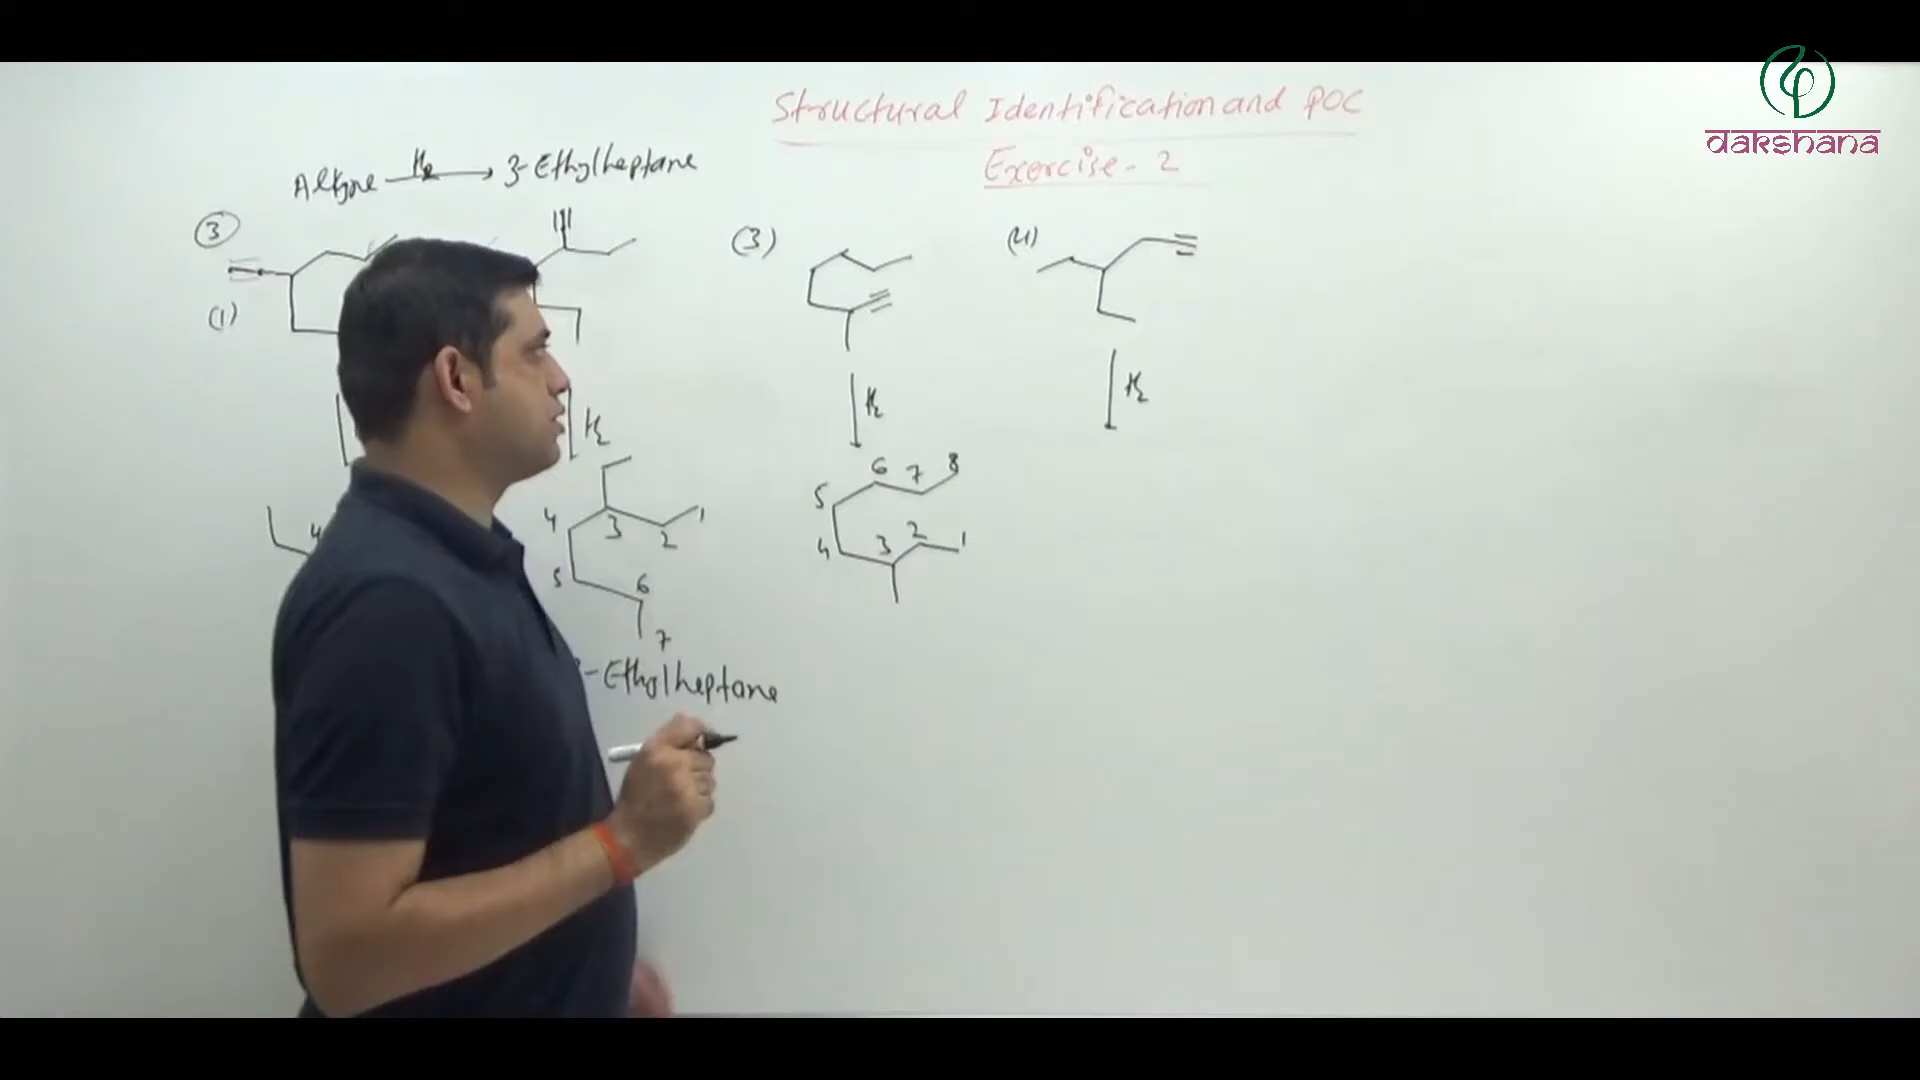 Structural Identification and POC
Exercise - 2
dakshana
Alkyne H2 → 3-Ethylheptane
(3)
(1)
(3)
(4)
H2
H2
H2
4
4 3 2 1
5 6 7
-Ethylheptane
5 6 7 8
4 3 2 1